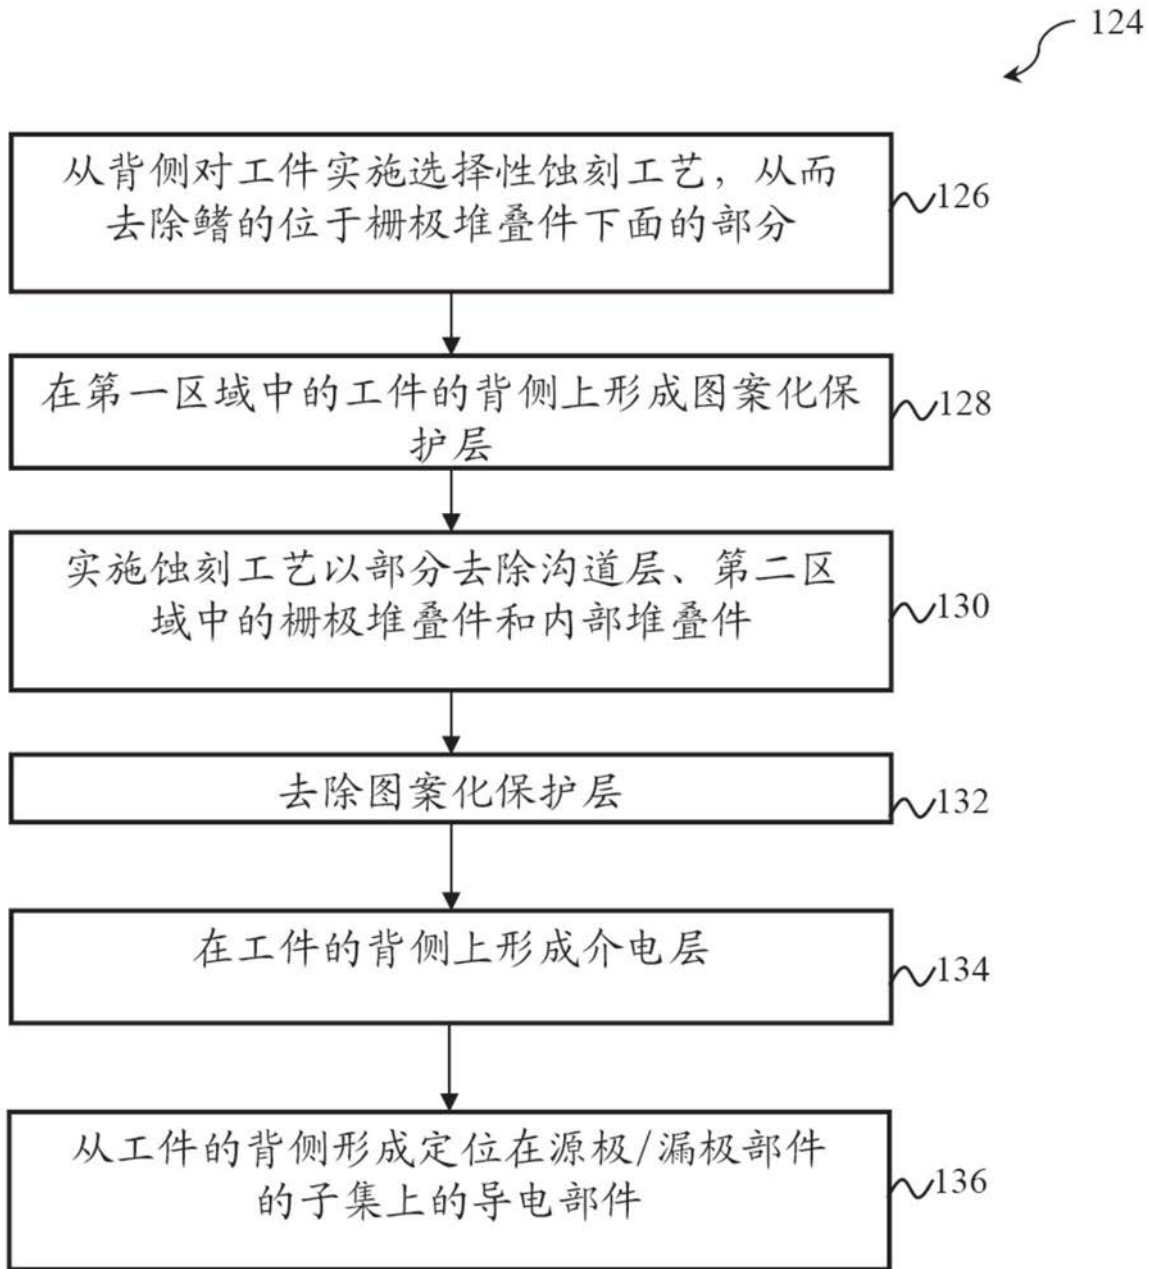 124
从背侧对工件实施选择性蚀刻工艺，从而
去除鳍的位于栅极堆叠件下面的部分
126
在第一区域中的工件的背侧上形成图案化保
护层
128
实施蚀刻工艺以部分去除沟道层、第二区
域中的栅极堆叠件和内部堆叠件
130
去除图案化保护层
132
在工件的背侧上形成介电层
134
从工件的背侧形成定位在源极/漏极部件
的子集上的导电部件
136